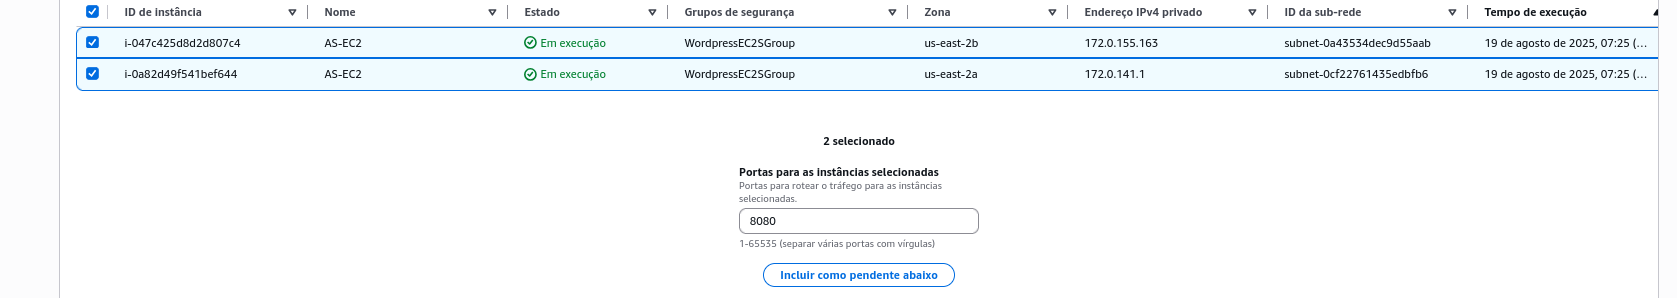 ID de instância Nome Estado Grupos de segurança Zona Endereço IPv4 privado ID da sub-rede Tempo de execução
i-047c425d8d2d807c4 AS-EC2 Em execução WordpressEC2SGroup us-east-2b 172.0.155.163 subnet-0a43534dec9d55aab 19 de agosto de 2025, 07:25 (...
i-0a82d49f541bef644 AS-EC2 Em execução WordpressEC2SGroup us-east-2a 172.0.141.1 subnet-0cf22761435edbfb6 19 de agosto de 2025, 07:25 (...
2 selecionado
Portas para as instâncias selecionadas
Portas para rotear o tráfego para as instâncias
selecionadas.
8080
1-65535 (separar várias portas com vírgulas)
Incluir como pendente abaixo